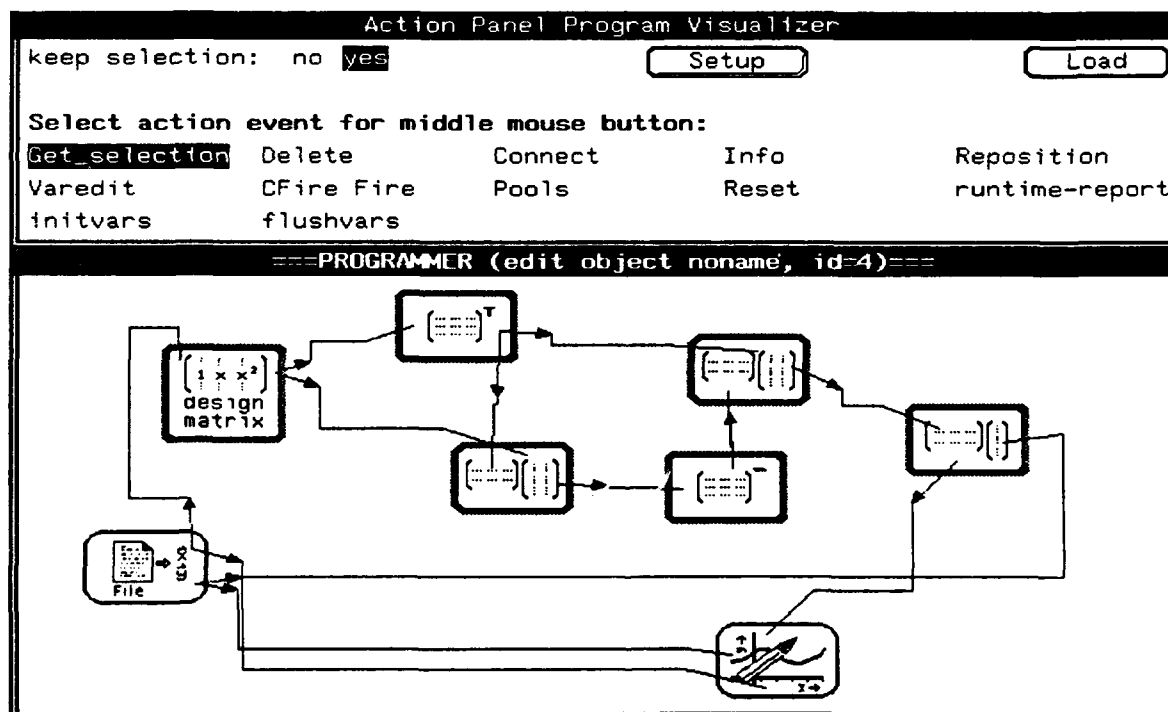 Action Panel Program Visualizer
keep selection: no yes Setup Load
Select action event for middle mouse button:
Get_selection Delete Connect Info Reposition
Varedit CFire Fire Pools Reset runtime-report
initvars flushvars
===PROGRAMMER (edit object noname, id=4)===
T
1 x x²
design
matrix
-
File
x